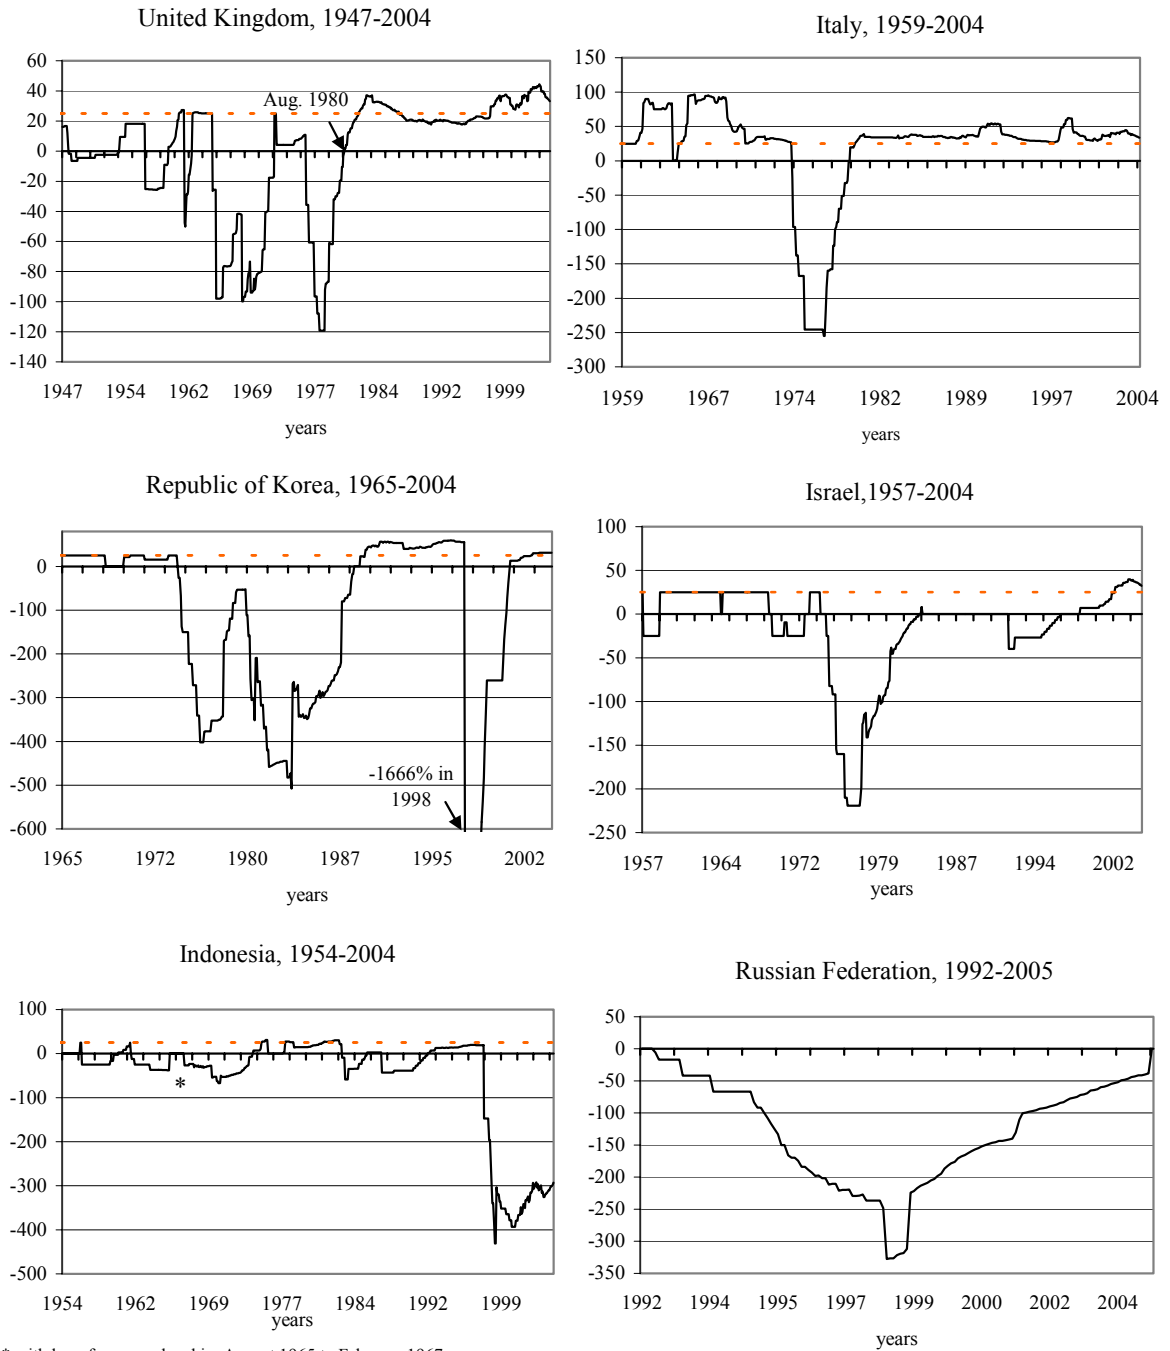 United Kingdom, 1947-2004
60
40
20
0
-20
-40
-60
-80
-100
-120
-140
Aug. 1980
1947 1954 1962 1969 1977 1984 1992 1999
years
Italy, 1959-2004
150
100
50
0
-50
-100
-150
-200
-250
-300
1959 1967 1974 1982 1989 1997 2004
years
Republic of Korea, 1965-2004
0
-100
-200
-300
-400
-500
-600
-1666% in
1998
1965 1972 1980 1987 1995 2002
years
Israel,1957-2004
100
50
0
-50
-100
-150
-200
-250
1957 1964 1972 1979 1987 1994 2002
years
Indonesia, 1954-2004
100
0
-100
-200
-300
-400
-500
*
1954 1962 1969 1977 1984 1992 1999
years
Russian Federation, 1992-2005
50
0
-50
-100
-150
-200
-250
-300
-350
1992 1994 1995 1997 1999 2000 2002 2004
years